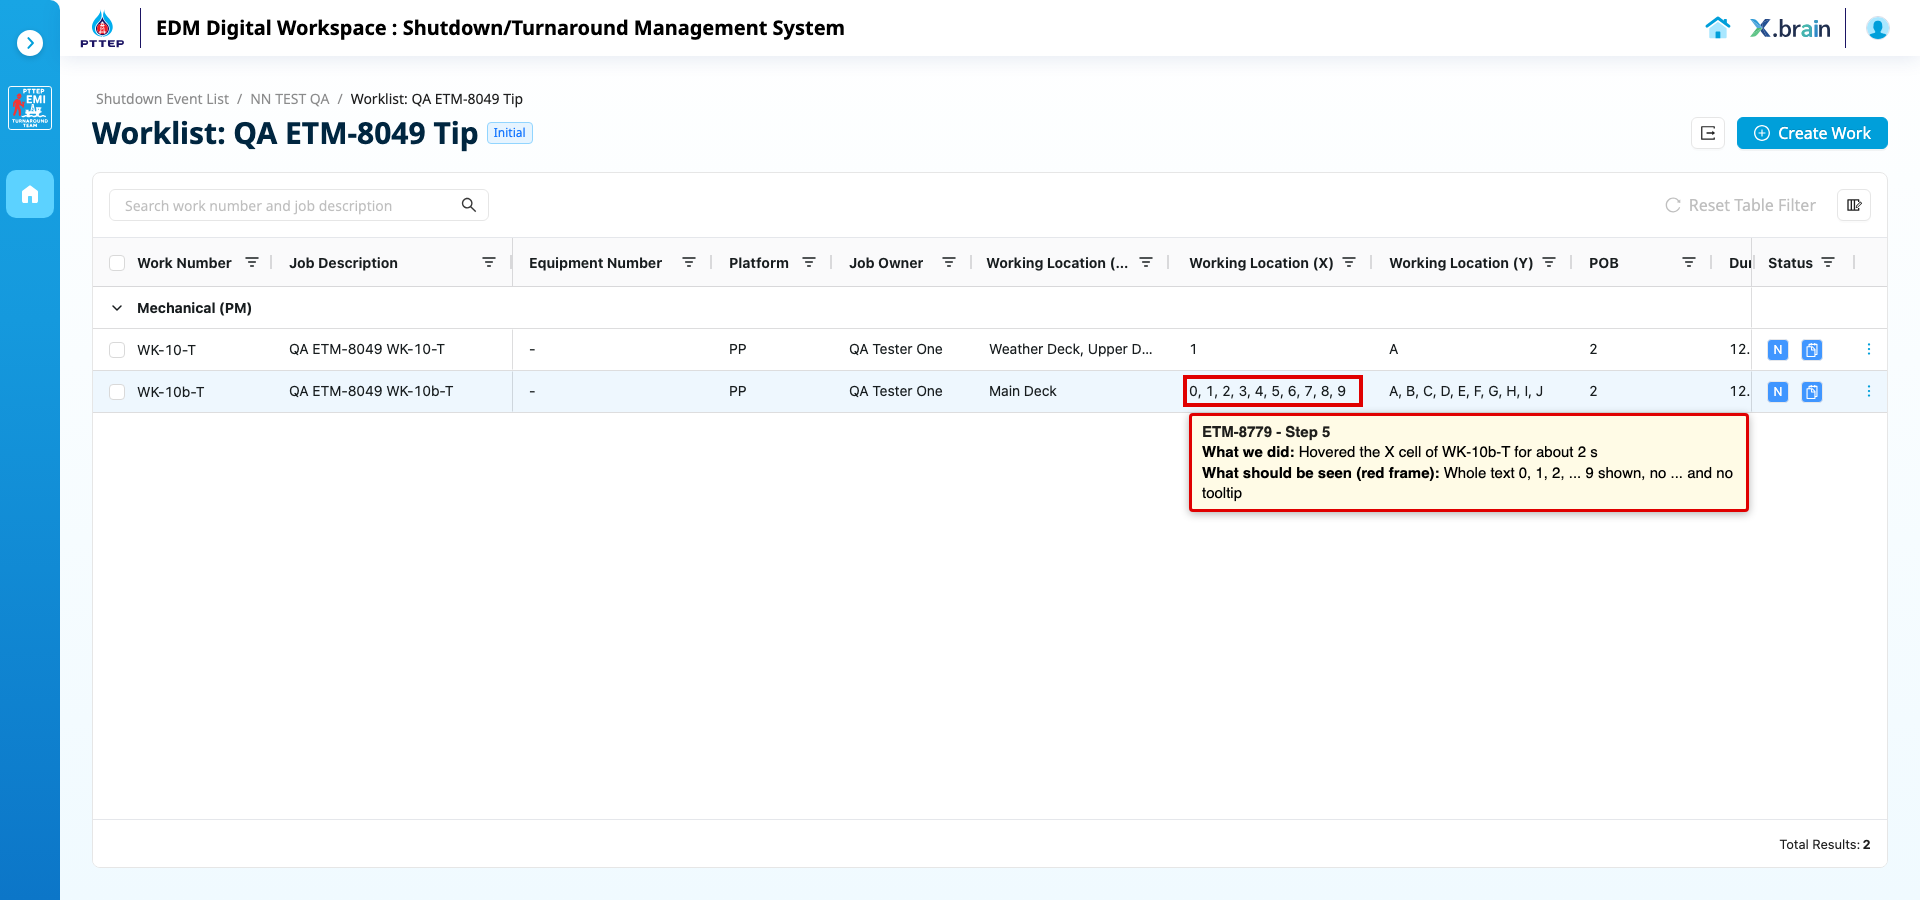 PTTEP
EDM Digital Workspace : Shutdown/Turnaround Management System
X.brain
PTTEP
EMI
TURNAROUND
TEAM
Shutdown Event List / NN TEST QA / Worklist: QA ETM-8049 Tip
Worklist: QA ETM-8049 Tip Initial
Create Work
Search work number and job description
Reset Table Filter
Work Number Job Description Equipment Number Platform Job Owner Working Location (... Working Location (X) Working Location (Y) POB Dur Status
Mechanical (PM)
WK-10-T QA ETM-8049 WK-10-T - PP QA Tester One Weather Deck, Upper D... 1 A 2 12. N
WK-10b-T QA ETM-8049 WK-10b-T - PP QA Tester One Main Deck 0, 1, 2, 3, 4, 5, 6, 7, 8, 9 A, B, C, D, E, F, G, H, I, J 2 12. N
ETM-8779 - Step 5
What we did: Hovered the X cell of WK-10b-T for about 2 s
What should be seen (red frame): Whole text 0, 1, 2, ... 9 shown, no ... and no
tooltip
Total Results: 2